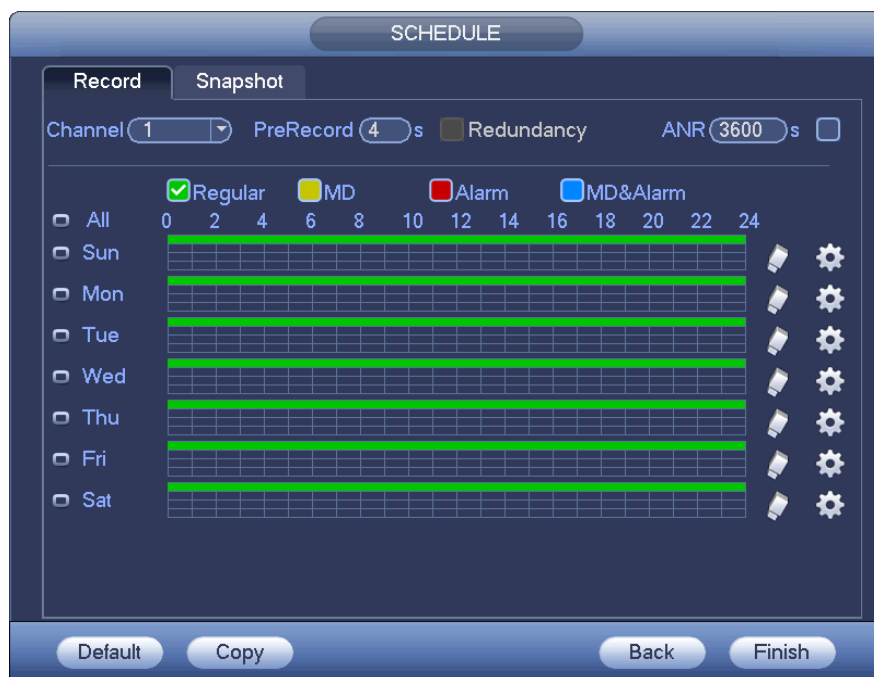 SCHEDULE
Record Snapshot
Channel 1 PreRecord 4 s Redundancy ANR 3600 s
Regular MD Alarm MD&Alarm
All 0 2 4 6 8 10 12 14 16 18 20 22 24
Sun
Mon
Tue
Wed
Thu
Fri
Sat
Default Copy Back Finish